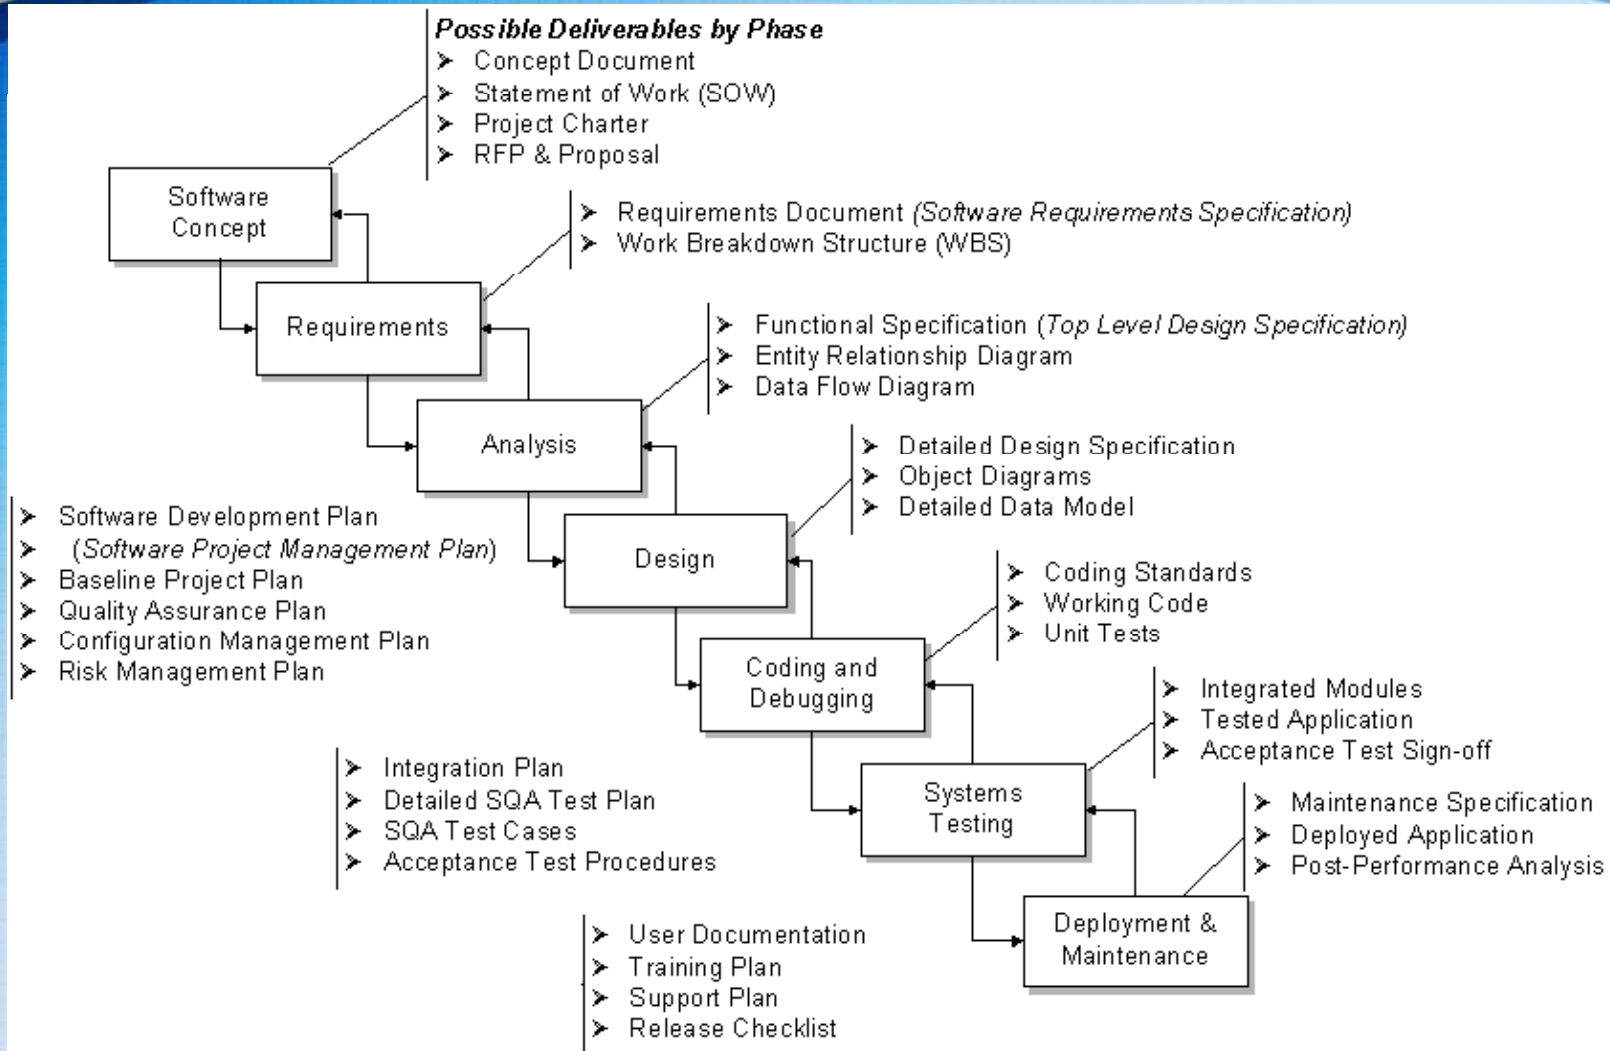 Possible Deliverables by Phase
➢ Concept Document
➢ Statement of Work (SOW)
➢ Project Charter
➢ RFP & Proposal
Software
Concept
➢ Requirements Document (Software Requirements Specification)
➢ Work Breakdown Structure (WBS)
Requirements
➢ Functional Specification (Top Level Design Specification)
➢ Entity Relationship Diagram
➢ Data Flow Diagram
Analysis
➢ Detailed Design Specification
➢ Object Diagrams
➢ Detailed Data Model
➢ Software Development Plan
➢ (Software Project Management Plan)
➢ Baseline Project Plan
➢ Quality Assurance Plan
➢ Configuration Management Plan
➢ Risk Management Plan
Design
➢ Coding Standards
➢ Working Code
➢ Unit Tests
Coding and
Debugging
➢ Integrated Modules
➢ Tested Application
➢ Acceptance Test Sign-off
➢ Integration Plan
➢ Detailed SQA Test Plan
➢ SQA Test Cases
➢ Acceptance Test Procedures
Systems
Testing
➢ Maintenance Specification
➢ Deployed Application
➢ Post-Performance Analysis
➢ User Documentation
➢ Training Plan
➢ Support Plan
➢ Release Checklist
Deployment &
Maintenance